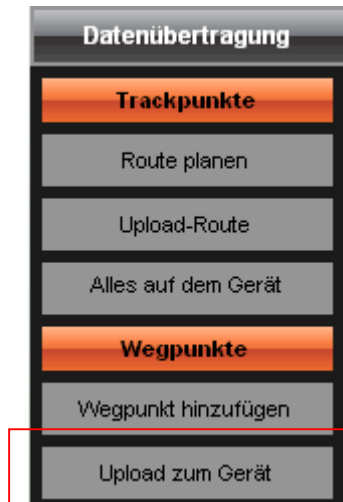 Datenübertragung
Trackpunkte
Route planen
Upload-Route
Alles auf dem Gerät
Wegpunkte
Wegpunkt hinzufügen
Upload zum Gerät